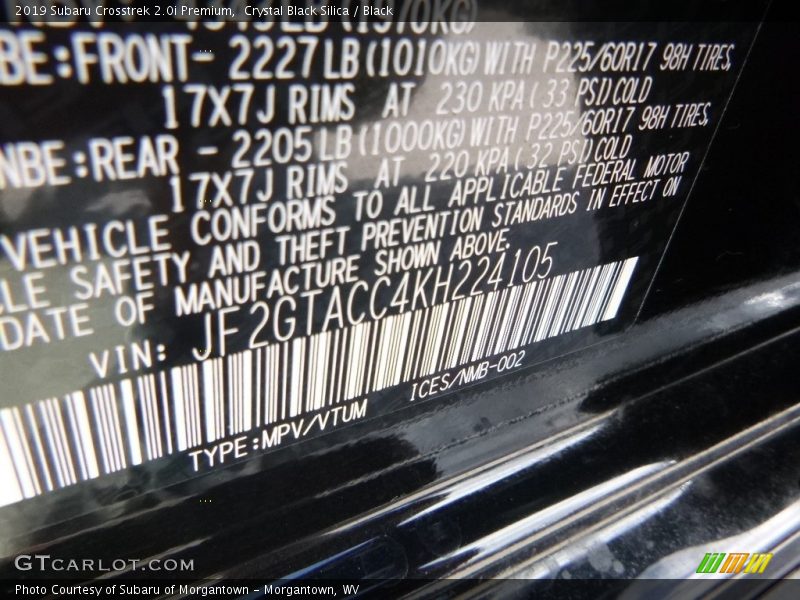 2019 Subaru Crosstrek 2.0i Premium, Crystal Black Silica / Black
BE:FRONT- 2227 LB (1010KG) WITH P225/60R17 98H TIRES,
17X7J RIMS AT 230 KPA ( 33 PSI) COLD
NBE:REAR - 2205 LB (1000KG) WITH P225/60R17 98H TIRES,
17X7J RIMS AT 220 KPA ( 32 PSI) COLD
VEHICLE CONFORMS TO ALL APPLICABLE FEDERAL MOTOR
LE SAFETY AND THEFT PREVENTION STANDARDS IN EFFECT ON
DATE OF MANUFACTURE SHOWN ABOVE.
VIN: JF2GTACC4KH224105
TYPE:MPV/VTUM ICES/NMB-002
GTCARLOT.COM
Photo Courtesy of Subaru of Morgantown - Morgantown, WV